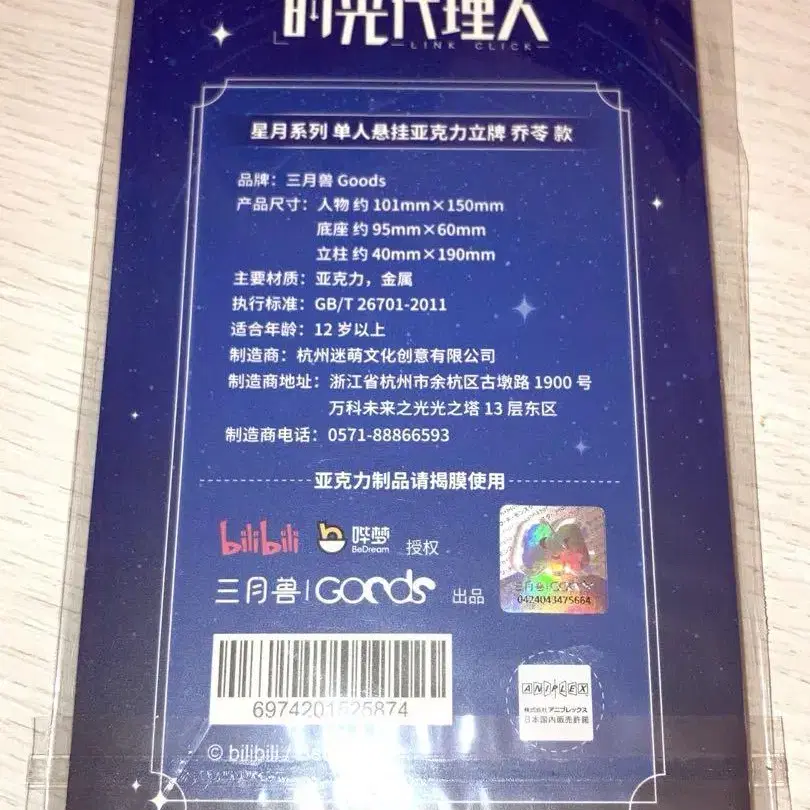 时光代理人
LINK CLICK
星月系列 单人悬挂亚克力立牌 乔苓 款
品牌：三月兽 Goods
产品尺寸：人物 约 101mm×150mm
底座 约 95mm×60mm
立柱 约 40mm×190mm
主要材质：亚克力，金属
执行标准：GB/T 26701-2011
适合年龄：12 岁以上
制造商：杭州迷萌文化创意有限公司
制造商地址：浙江省杭州市余杭区古墩路 1900 号
万科未来之光光之塔 13 层东区
制造商电话：0571-88866593
亚克力制品请揭膜使用
bilibili 哔梦 BeDream 授权
三月兽 | GOODS 出品
三月兽|GOODS
0424043475664
6974201525874
ANIPLEX
株式会社アニプレックス
日本国内販売許諾
© bilibili /